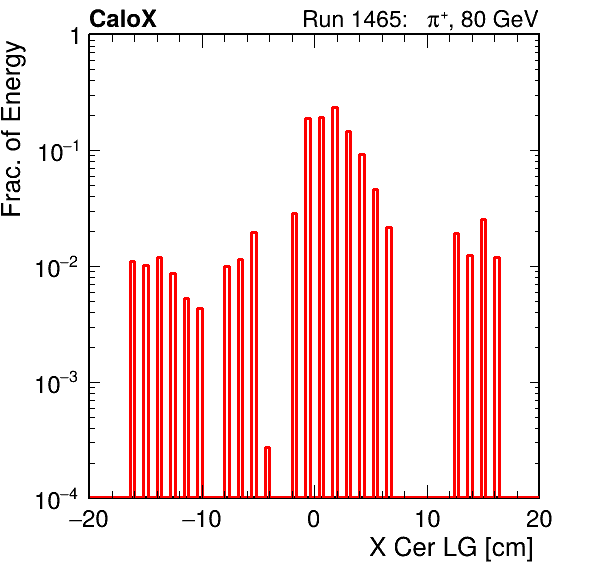 CaloX Run 1465: π⁺, 80 GeV
Frac. of Energy
1
10⁻¹
10⁻²
10⁻³
10⁻⁴
−20 −10 0 10 20
X Cer LG [cm]